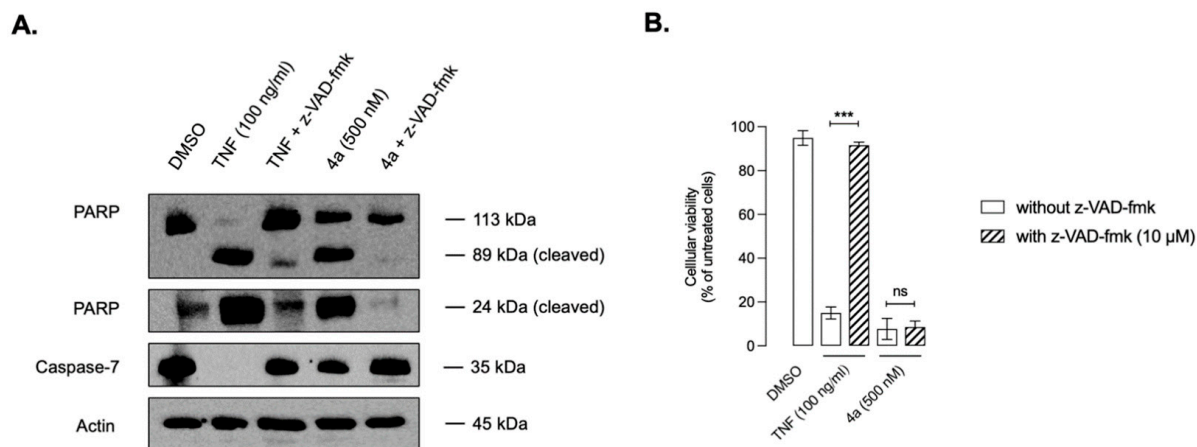 A.
B.
DMSO
TNF (100 ng/ml)
TNF + z-VAD-fmk
4a (500 nM)
4a + z-VAD-fmk
PARP
113 kDa
89 kDa (cleaved)
PARP
24 kDa (cleaved)
Caspase-7
35 kDa
Actin
45 kDa
Cellular viability
(% of untreated cells)
100
80
60
40
20
0
***
ns
DMSO
TNF (100 ng/ml)
4a (500 nM)
without z-VAD-fmk
with z-VAD-fmk (10 µM)